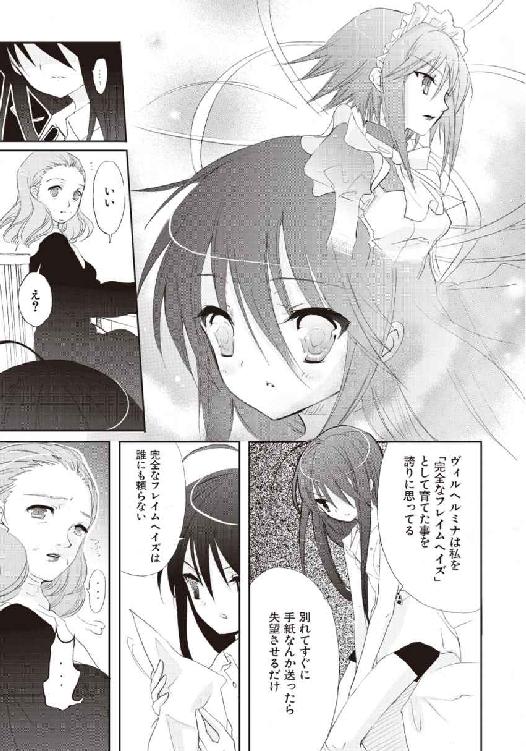 ‥‥
いい
え?
ヴィルヘルミナは私を
「完全なフレイムヘイズ」
として育てた事を
誇りに思ってる
別れてすぐに
手紙なんか送ったら
失望させるだけ
完全なフレイムヘイズは
誰にも頼らない
‥‥
‥‥